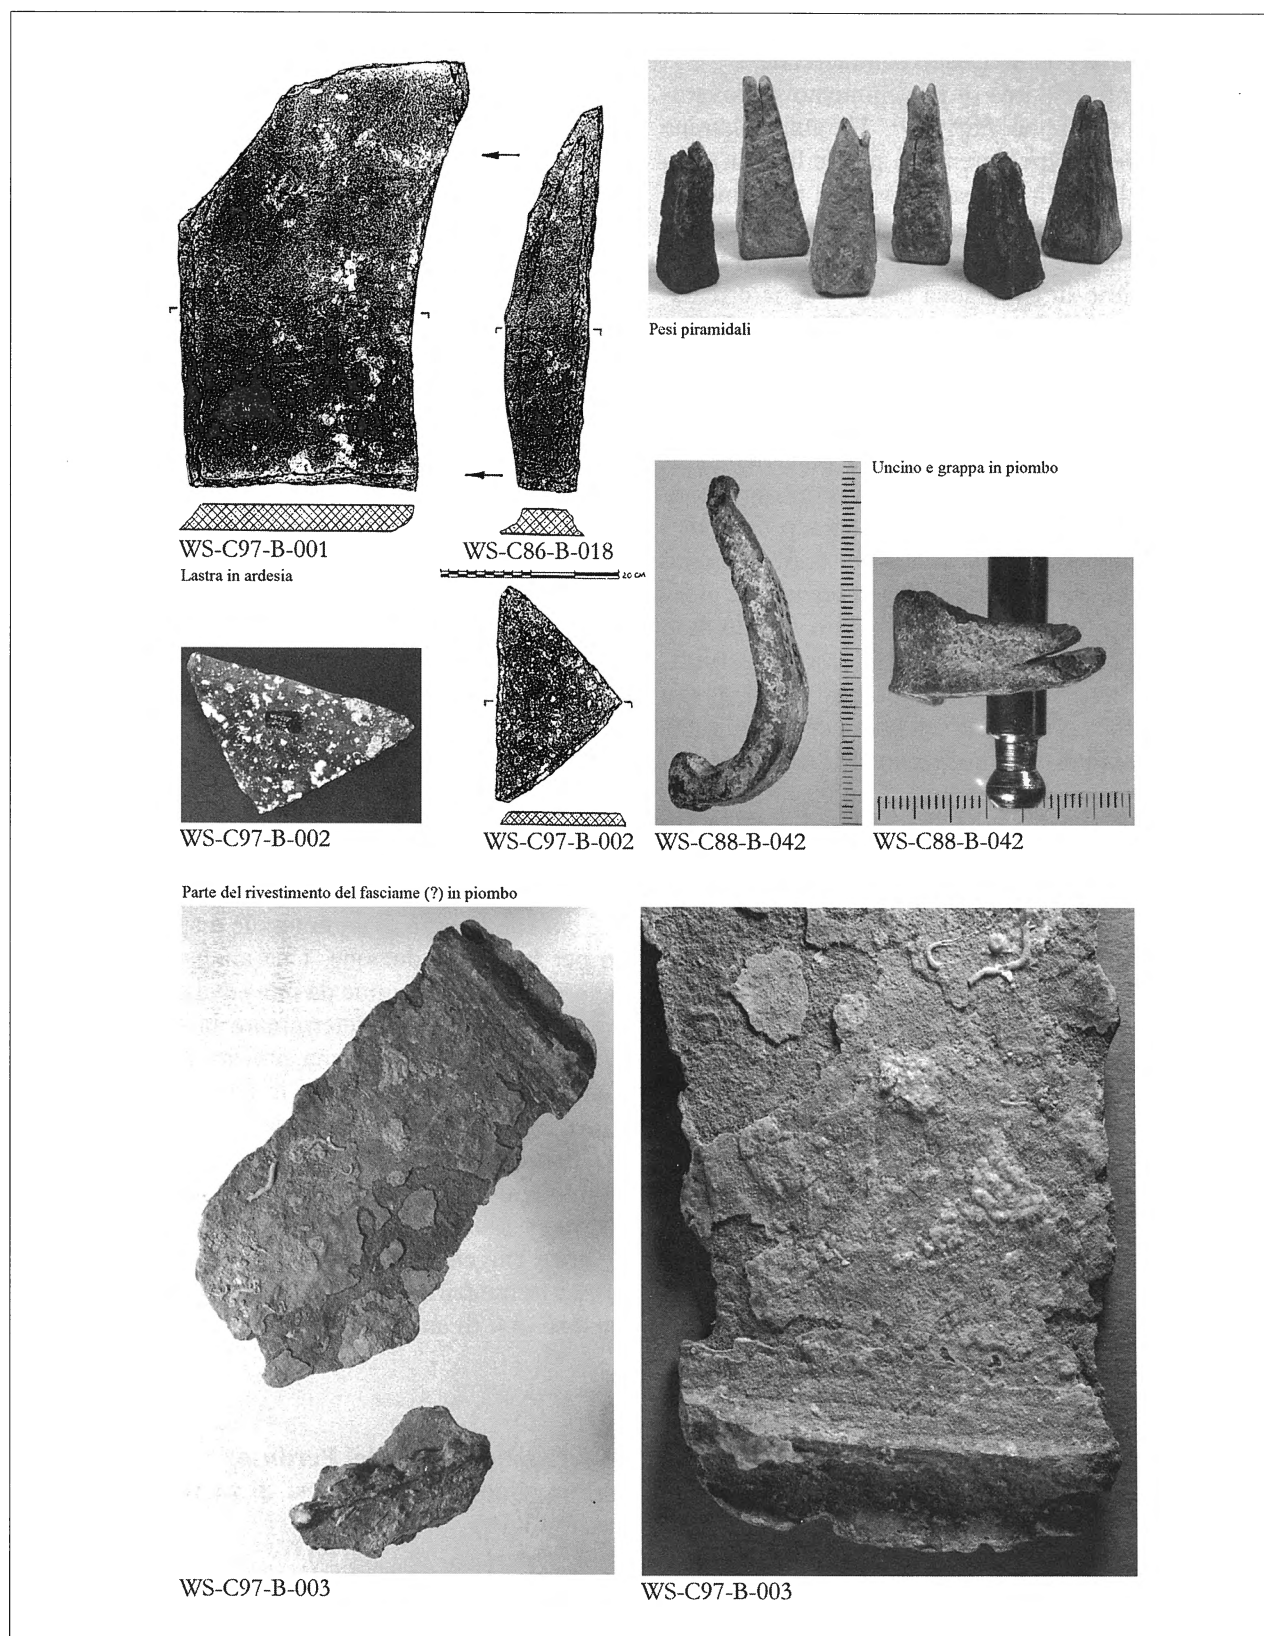 Pesi piramidali
Uncino e grappa in piombo
WS-C97-B-001
WS-C86-B-018
Lastra in ardesia
20 CM
WS-C97-B-002
WS-C97-B-002
WS-C88-B-042
WS-C88-B-042
Parte del rivestimento del fasciame (?) in piombo
WS-C97-B-003
WS-C97-B-003